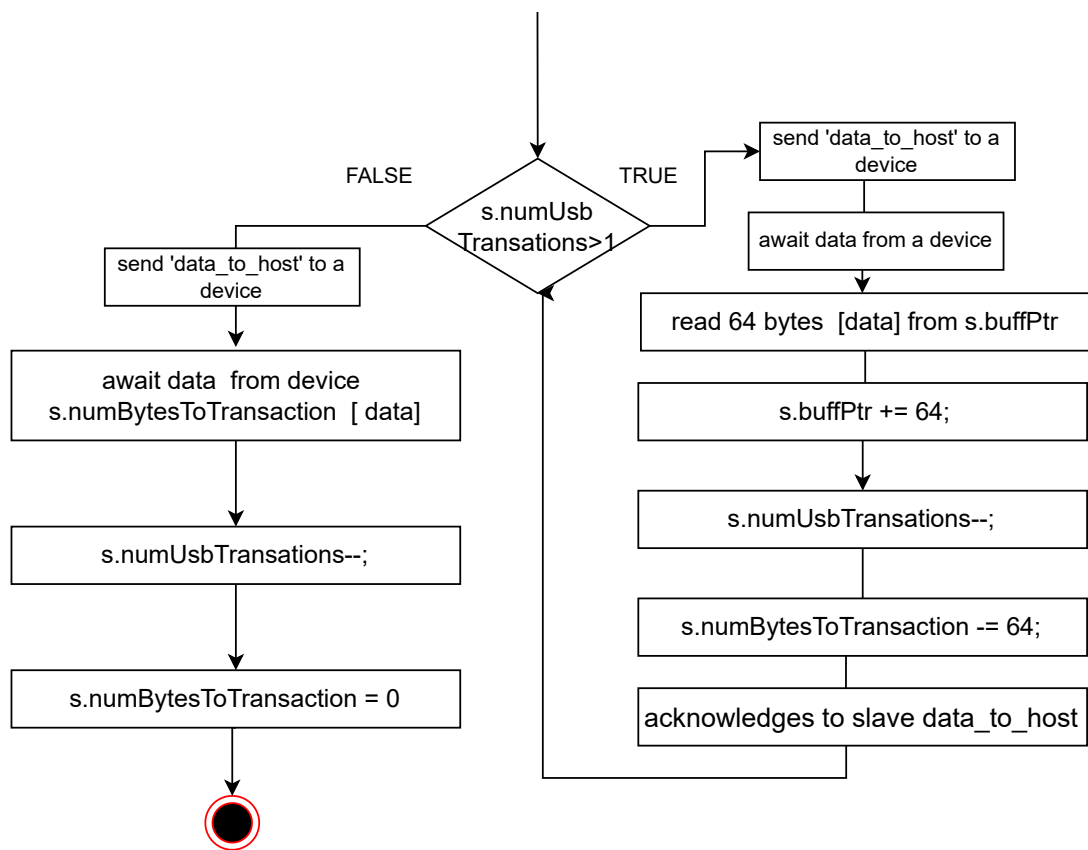 FALSE
TRUE
s.numUsb
Transations>1
send 'data_to_host' to a
device
await data from a device
read 64 bytes  [data] from s.buffPtr
s.buffPtr += 64;
s.numUsbTransations--;
s.numBytesToTransaction -= 64;
acknowledges to slave data_to_host
send 'data_to_host' to a
device
await data  from device
s.numBytesToTransaction  [ data]
s.numUsbTransations--;
s.numBytesToTransaction = 0